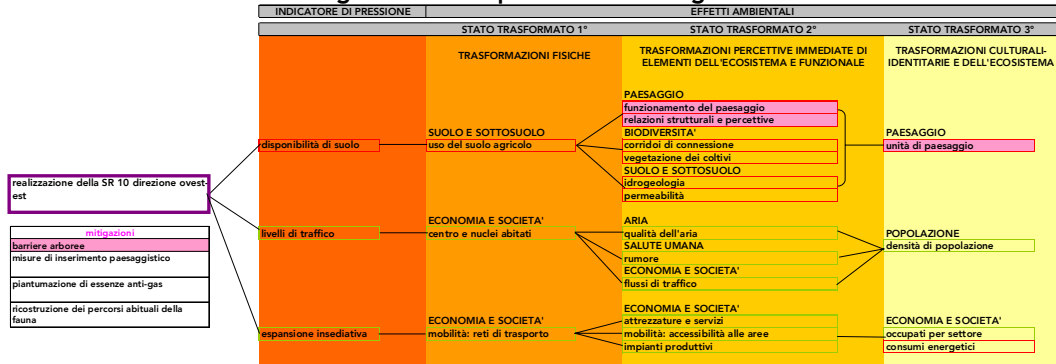 INDICATORE DI PRESSIONE
EFFETTI AMBIENTALI
STATO TRASFORMATO 1°
STATO TRASFORMATO 2°
STATO TRASFORMATO 3°
TRASFORMAZIONI FISICHE
TRASFORMAZIONI PERCETTIVE IMMEDIATE DI
ELEMENTI DELL'ECOSISTEMA E FUNZIONALE
TRASFORMAZIONI CULTURALI-
IDENTITARIE E DELL'ECOSISTEMA
realizzazione della SR 10 direzione ovest-
est
mitigazioni
barriere arboree
misure di inserimento paesaggistico
piantumazione di essenze anti-gas
ricostruzione dei percorsi abituali della
fauna
disponibilità di suolo
SUOLO E SOTTOSUOLO
uso del suolo agricolo
PAESAGGIO
funzionamento del paesaggio
relazioni strutturali e percettive
BIODIVERSITA'
corridoi di connessione
vegetazione dei coltivi
SUOLO E SOTTOSUOLO
idrogeologia
permeabilità
PAESAGGIO
unità di paesaggio
livelli di traffico
ECONOMIA E SOCIETA'
centro e nuclei abitati
ARIA
qualità dell'aria
SALUTE UMANA
rumore
ECONOMIA E SOCIETA'
flussi di traffico
POPOLAZIONE
densità di popolazione
espansione insediativa
ECONOMIA E SOCIETA'
mobilità: reti di trasporto
ECONOMIA E SOCIETA'
attrezzature e servizi
mobilità: accessibilità alle aree
impianti produttivi
ECONOMIA E SOCIETA'
occupati per settore
consumi energetici